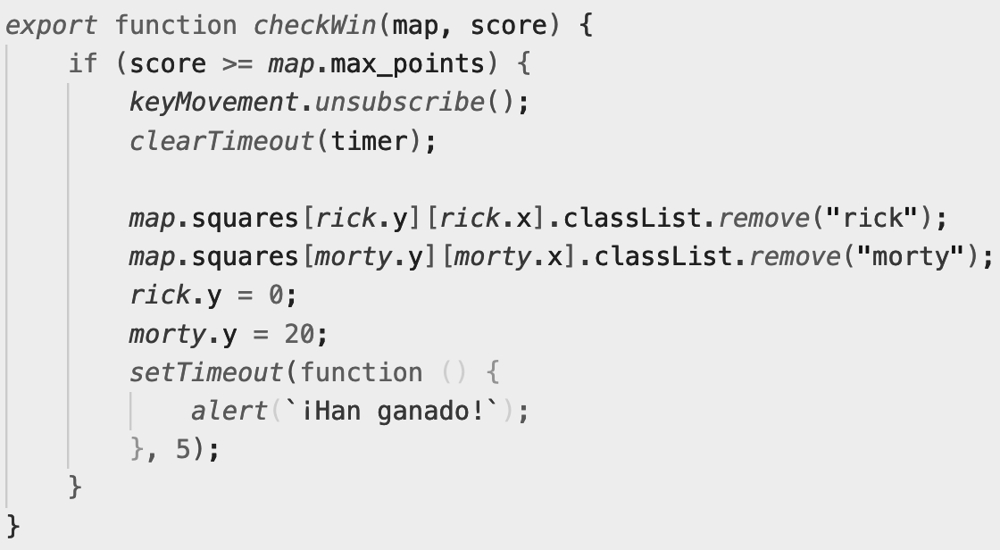 export function checkWin(map, score) {
if (score >= map.max_points) {
keyMovement.unsubscribe();
clearTimeout(timer);
map.squares[rick.y][rick.x].classList.remove("rick");
map.squares[morty.y][morty.x].classList.remove("morty");
rick.y = 0;
morty.y = 20;
setTimeout(function () {
alert(`¡Han ganado!`);
}, 5);
}
}